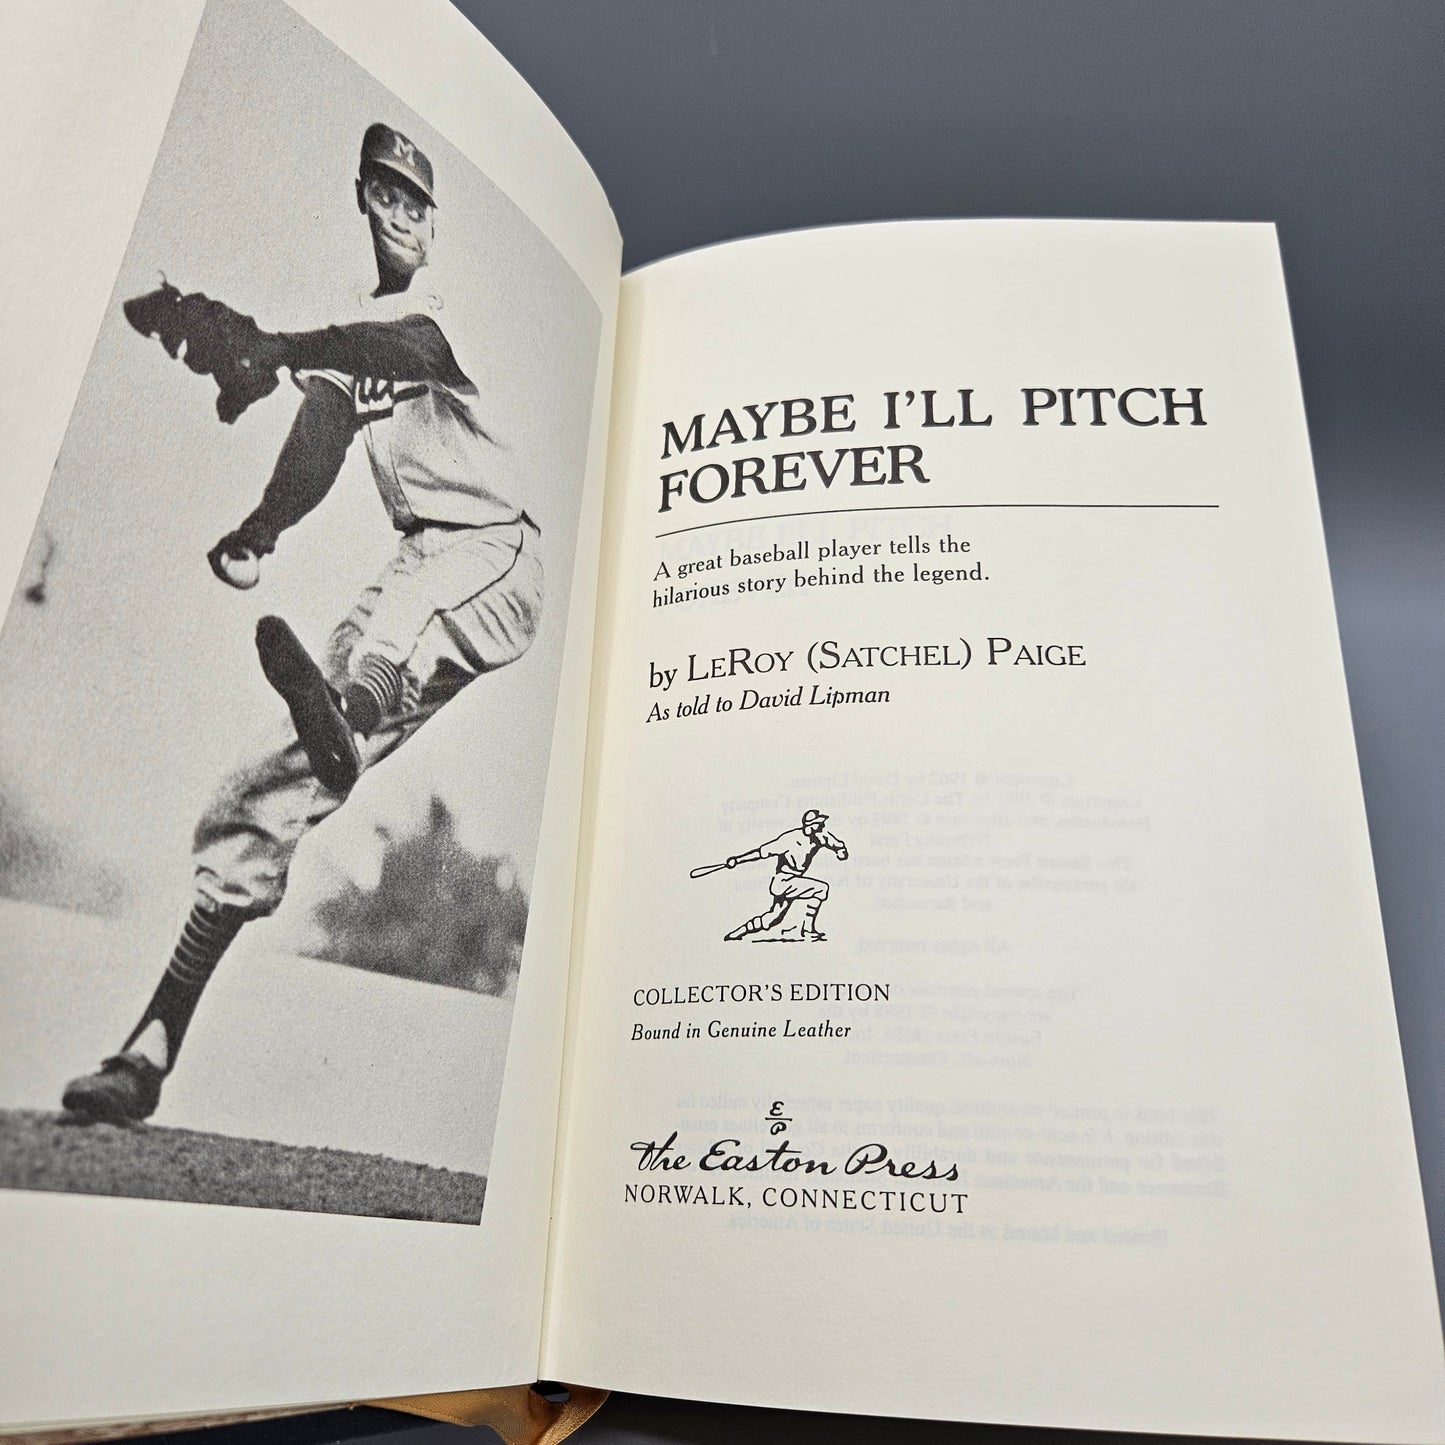 M
MAYBE I'LL PITCH
FOREVER
A great baseball player tells the
hilarious story behind the legend.
by LEROY (SATCHEL) PAIGE
As told to David Lipman
COLLECTOR'S EDITION
Bound in Genuine Leather
E
P
The Easton Press
NORWALK, CONNECTICUT